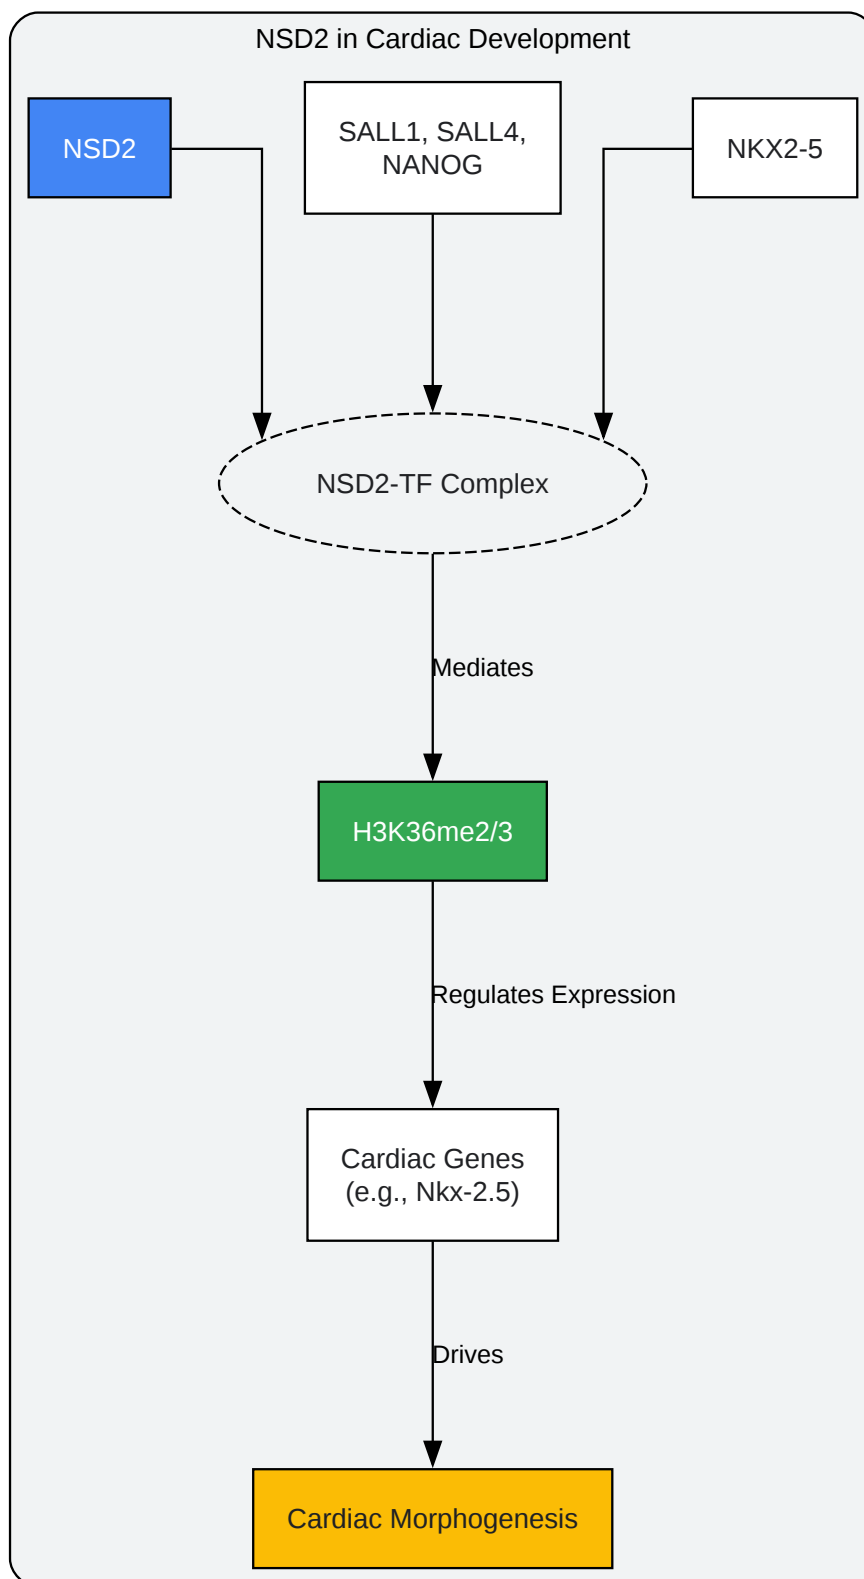 NSD2 in Cardiac Development
NSD2
SALL1, SALL4,
NANOG
NKX2-5
NSD2-TF Complex
Mediates
H3K36me2/3
Regulates Expression
Cardiac Genes
(e.g., Nkx-2.5)
Drives
Cardiac Morphogenesis